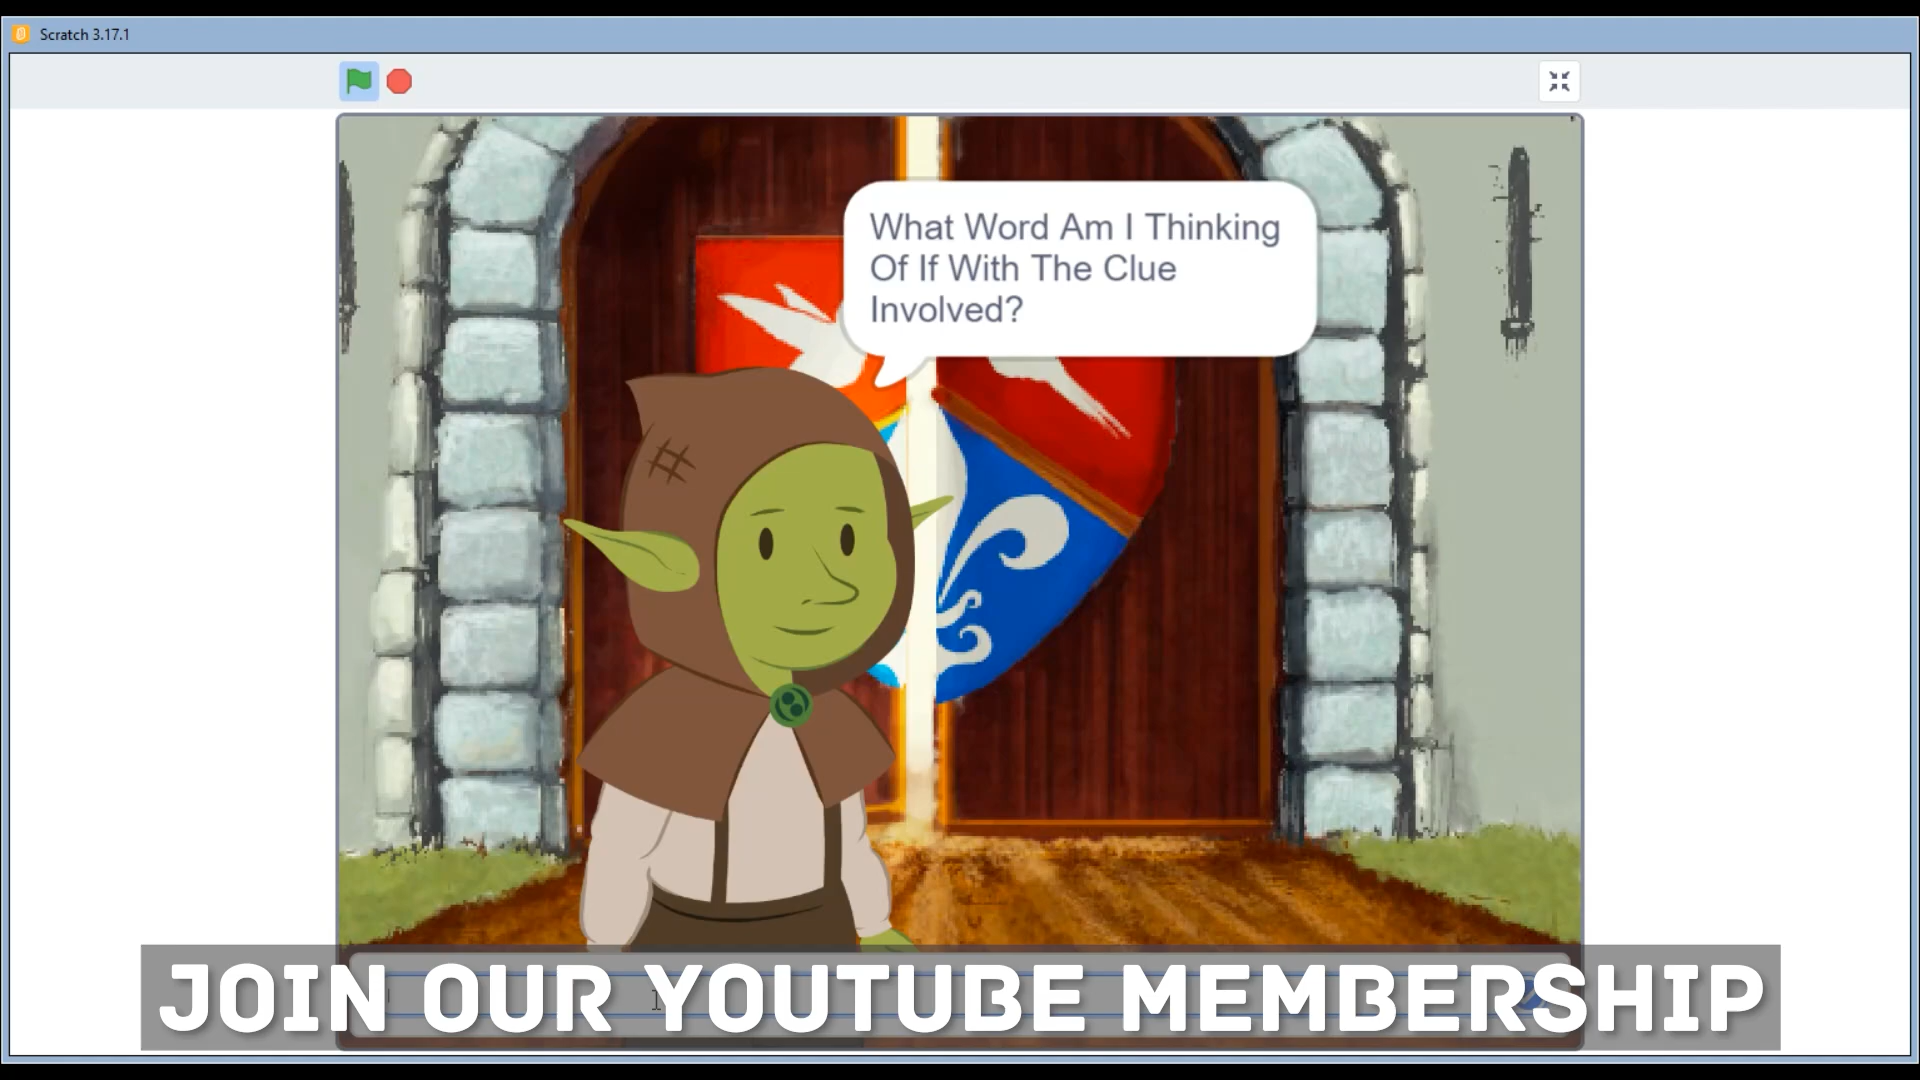 Scratch 3.17.1
What Word Am I Thinking
Of If With The Clue
Involved?
JOIN OUR YOUTUBE MEMBERSHIP